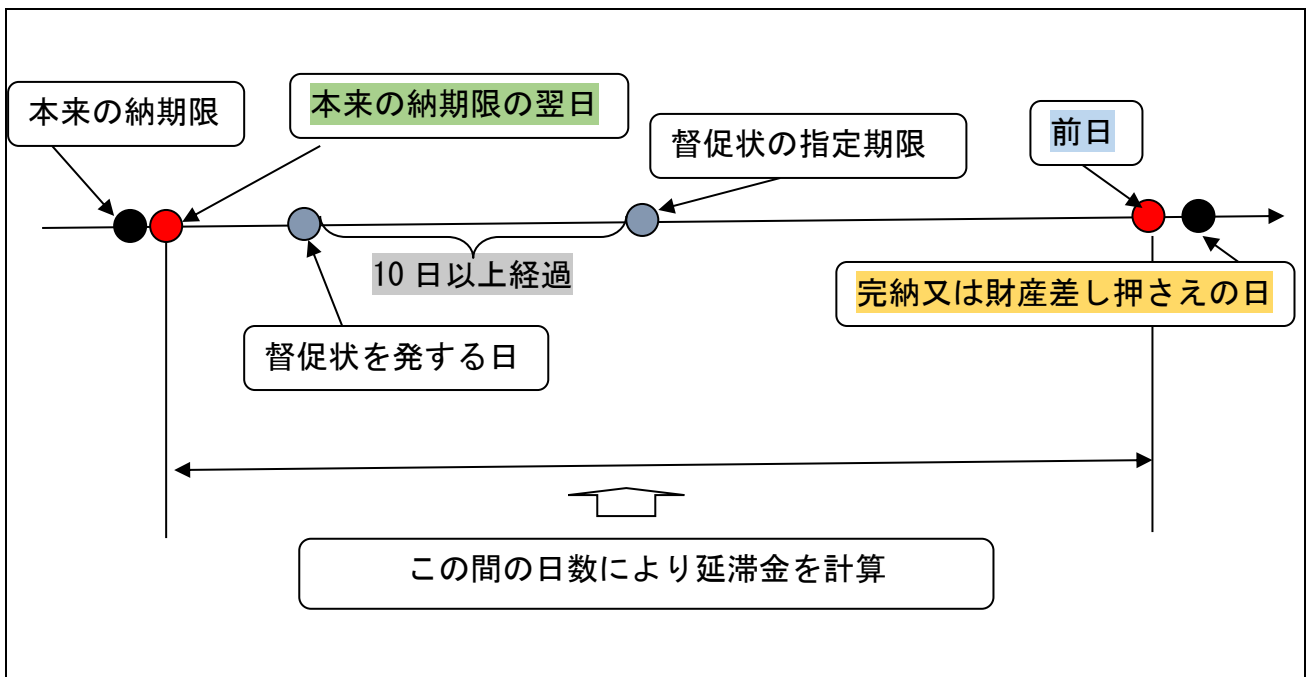 本来の納期限
本来の納期限の翌日
督促状の指定期限
前日
10日以上経過
完納又は財産差し押さえの日
督促状を発する日
この間の日数により延滞金を計算